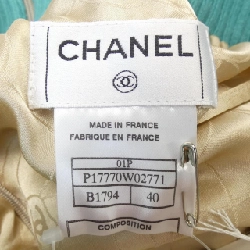 CHANEL
MADE IN FRANCE
FABRIQUE EN FRANCE
01P
P17770W02771
B1794 40
COMPOSITION